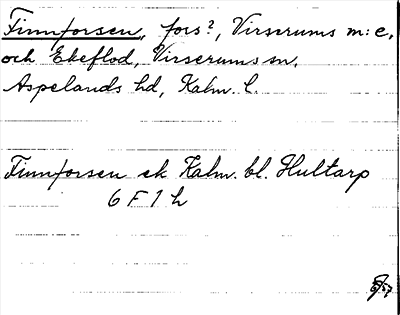 Finnforsen, fors?, Virserums m:e,
och Ekeflod, Virserums sn,
Aspelands hd, Kalm. l.
Finnforsen ek Kalm. bl. Hultarp
6 F 1 h